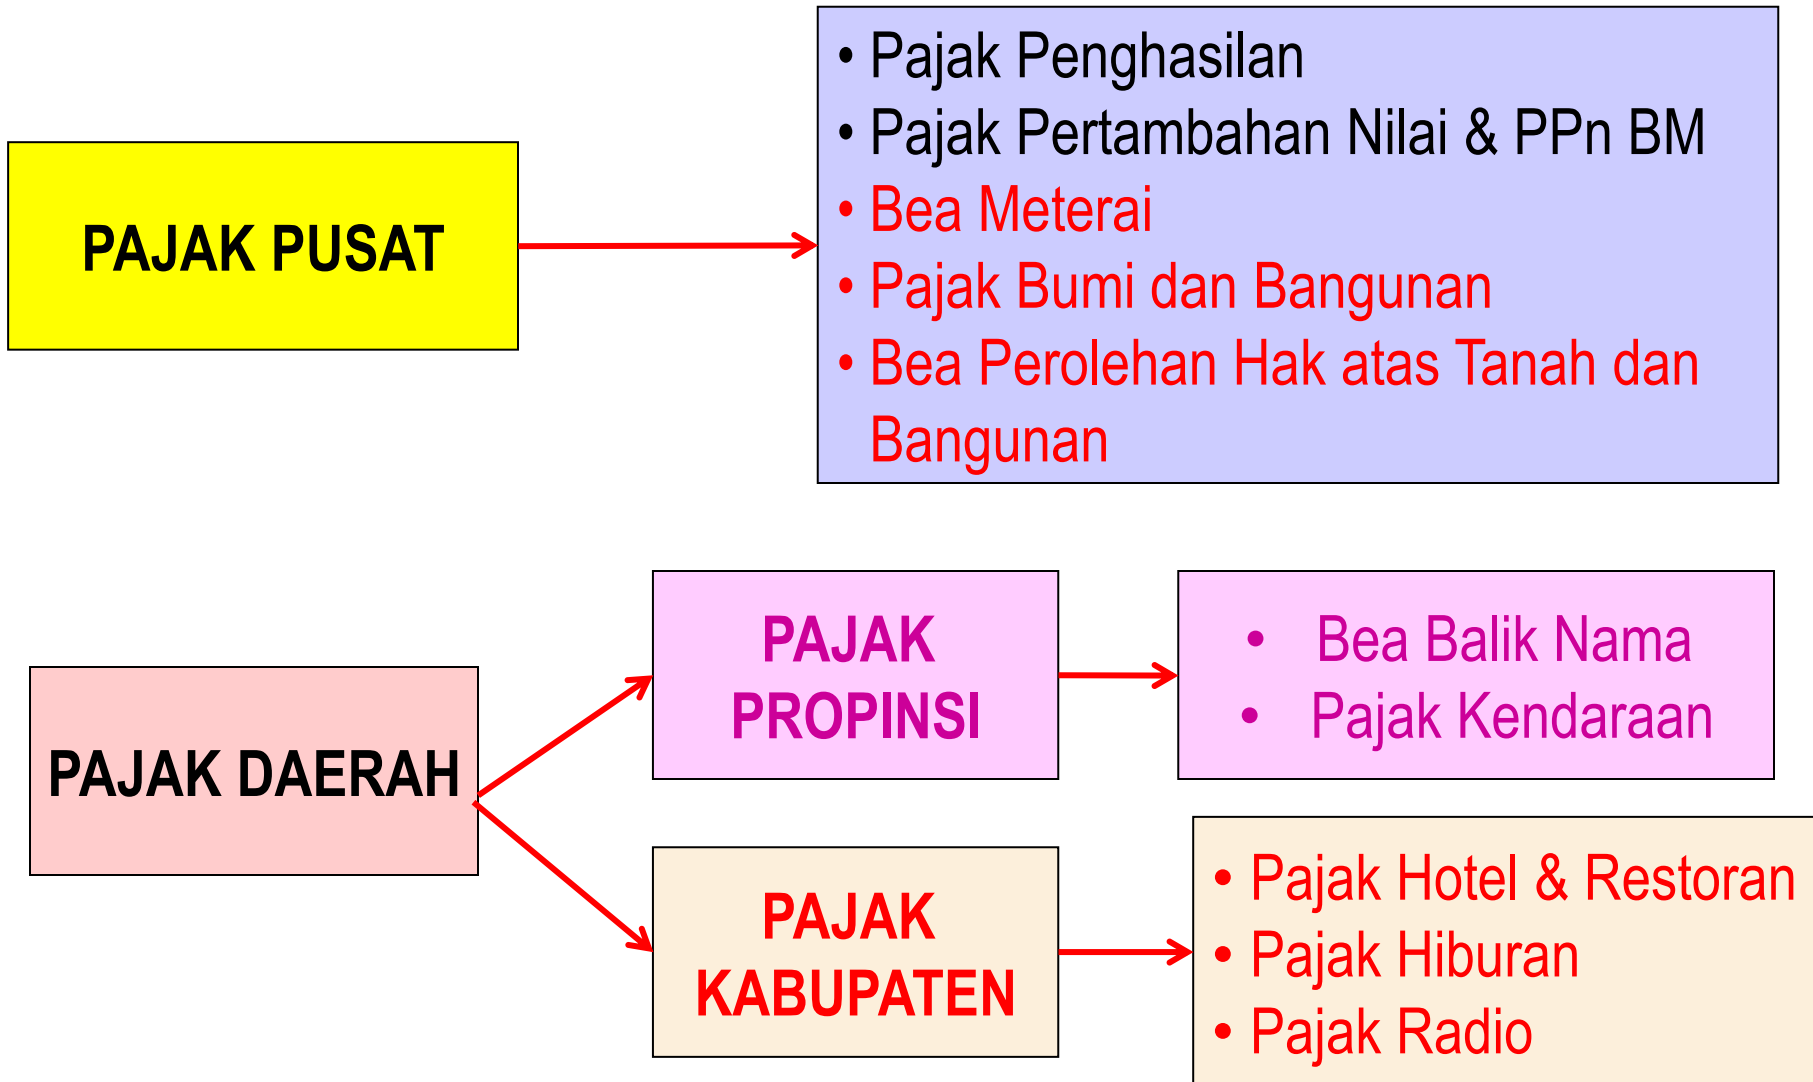 PAJAK PUSAT
• Pajak Penghasilan
• Pajak Pertambahan Nilai & PPn BM
• Bea Meterai
• Pajak Bumi dan Bangunan
• Bea Perolehan Hak atas Tanah dan
Bangunan
PAJAK DAERAH
PAJAK
PROPINSI
• Bea Balik Nama
• Pajak Kendaraan
PAJAK
KABUPATEN
• Pajak Hotel & Restoran
• Pajak Hiburan
• Pajak Radio